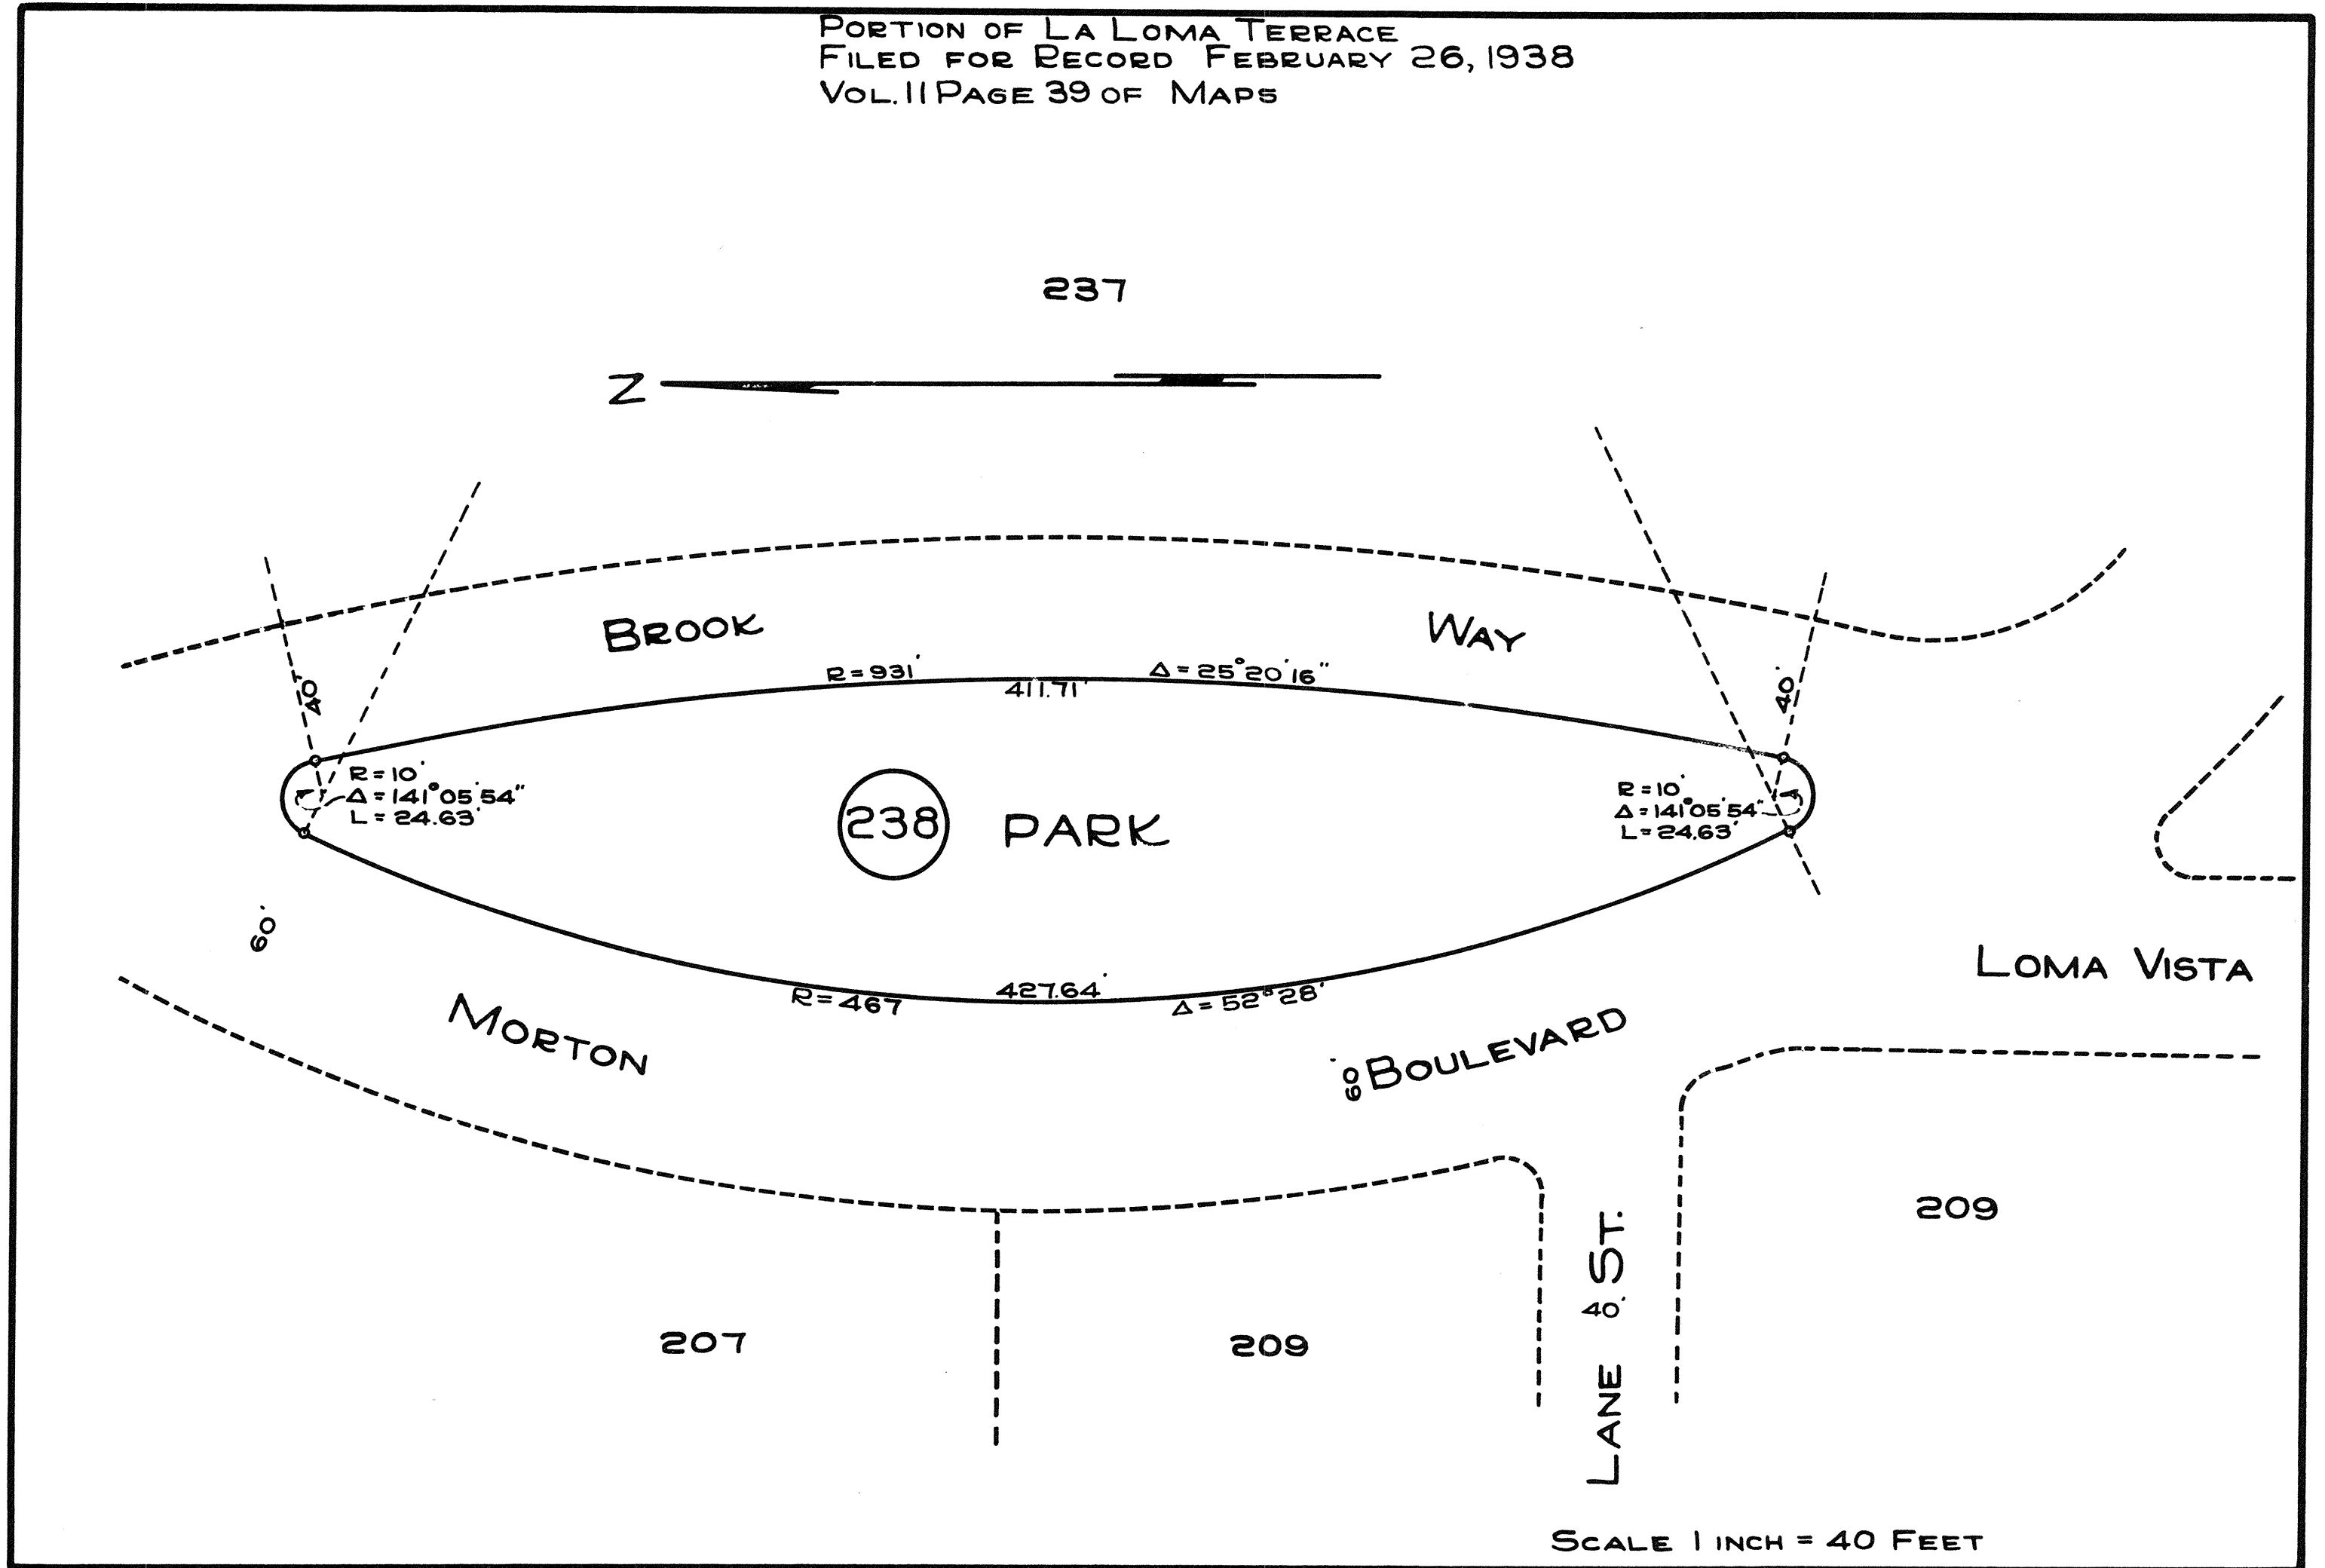 PORTION OF LA LOMA TERRACE
FILED FOR RECORD FEBRUARY 26, 1938
VOL. 11 PAGE 39 OF MAPS
237
Z
BROOK WAY
R=931' Δ=25°20'16"
411.71'
40'
40'
R=10'
Δ=141°05'54"
L=24.63'
238 PARK
R=10'
Δ=141°05'54"
L=24.63'
60'
427.64'
R=467 Δ=52°28'
LOMA VISTA
MORTON BOULEVARD
60'
209
LANE 40' ST.
207
209
SCALE 1 INCH = 40 FEET